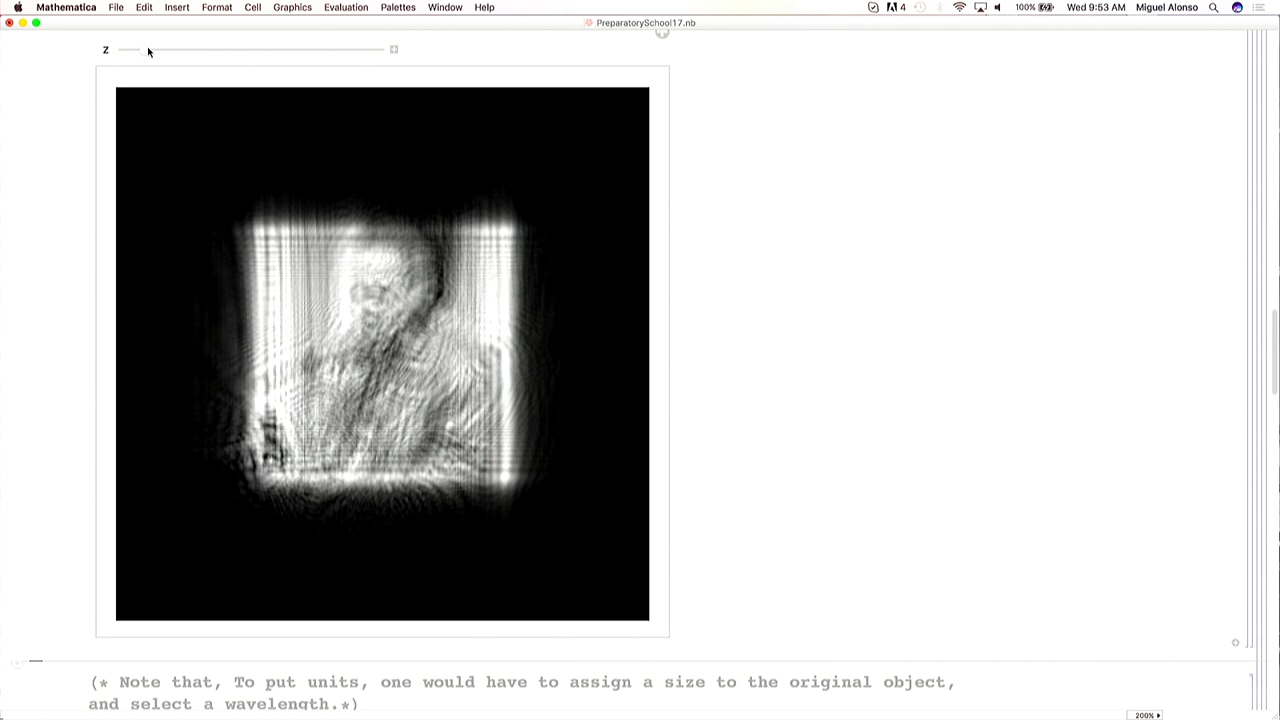 Mathematica File Edit Insert Format Cell Graphics Evaluation Palettes Window Help 4 100% Wed 9:53 AM Miguel Alonso
PreparatorySchool17.nb
Z
(* Note that, To put units, one would have to assign a size to the original object,
and select a wavelength.*)
200%